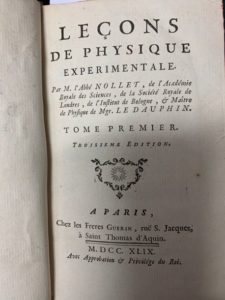 LEÇONS
DE PHYSIQUE
EXPERIMENTALE.
Par M. l'Abbé NOLLET, de l'Académie
Royale des Sciences, de la Société Royale de
Londres, de l'Institut de Bologne, & Maître
de Physique de Mgr. LE DAUPHIN.
TOME PREMIER.
TROISIEME EDITION.
A PARIS,
Chez les Freres GUERIN, ruë S. Jacques,
à Saint Thomas d'Aquin.
M. DCC. XLIX.
Avec Approbation & Privilége du Roi.